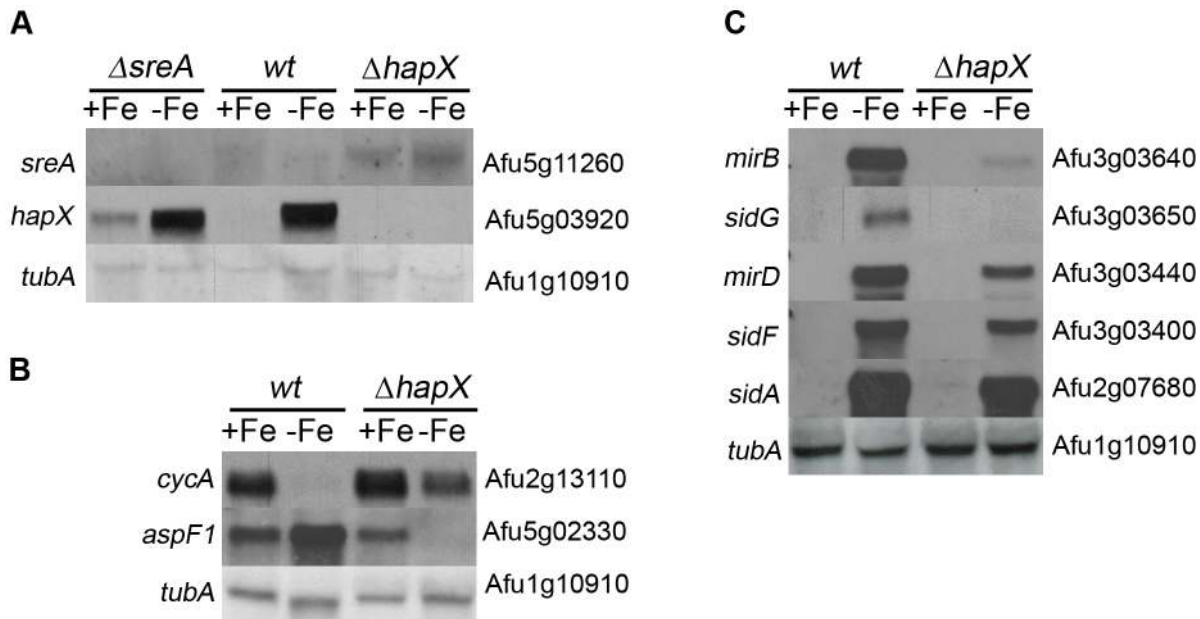 A
ΔsreA wt ΔhapX
+Fe -Fe +Fe -Fe +Fe -Fe
sreA Afu5g11260
hapX Afu5g03920
tubA Afu1g10910
B
wt ΔhapX
+Fe -Fe +Fe -Fe
cycA Afu2g13110
aspF1 Afu5g02330
tubA Afu1g10910
C
wt ΔhapX
+Fe -Fe +Fe -Fe
mirB Afu3g03640
sidG Afu3g03650
mirD Afu3g03440
sidF Afu3g03400
sidA Afu2g07680
tubA Afu1g10910